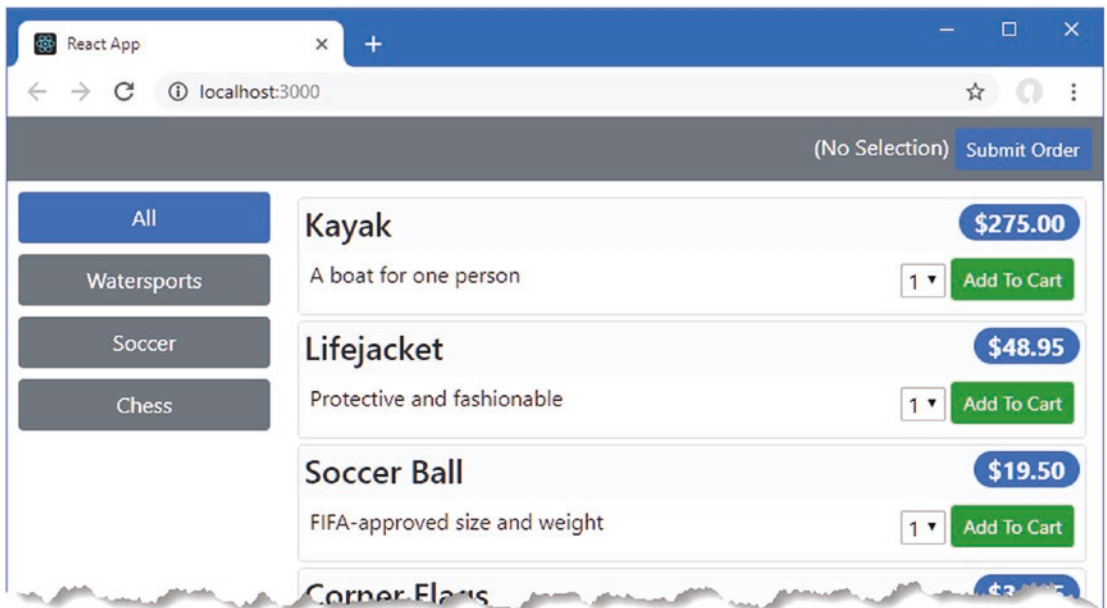 React App
localhost:3000
(No Selection) Submit Order
All
Watersports
Soccer
Chess
Kayak $275.00
A boat for one person 1 Add To Cart
Lifejacket $48.95
Protective and fashionable 1 Add To Cart
Soccer Ball $19.50
FIFA-approved size and weight 1 Add To Cart
Corner Flags